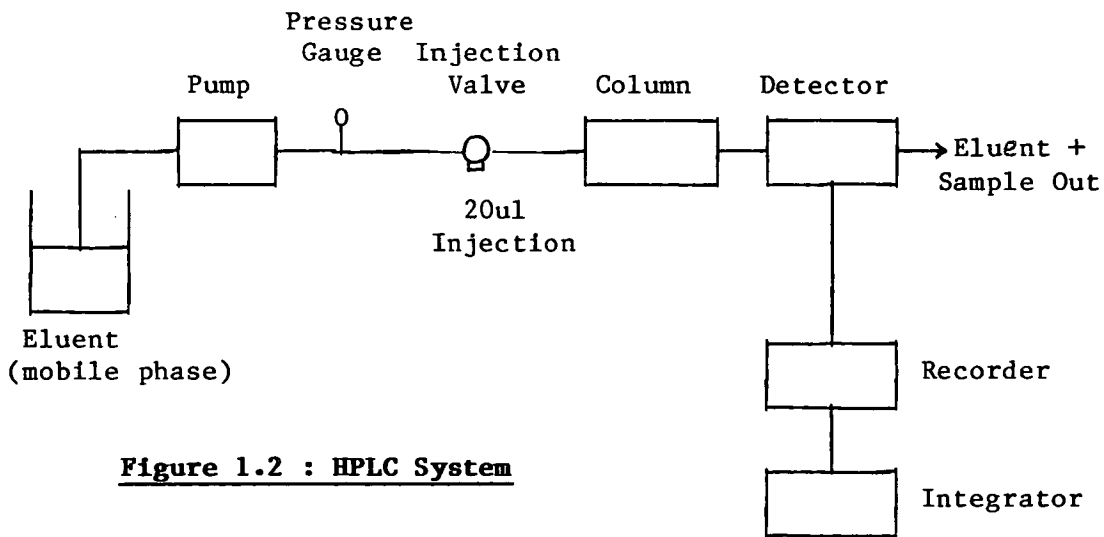 Pressure
Gauge
Injection
Valve
Pump
Column
Detector
O
Eluent +
Sample Out
20ul
Injection
Eluent
(mobile phase)
Recorder
Integrator
Figure 1.2 : HPLC System